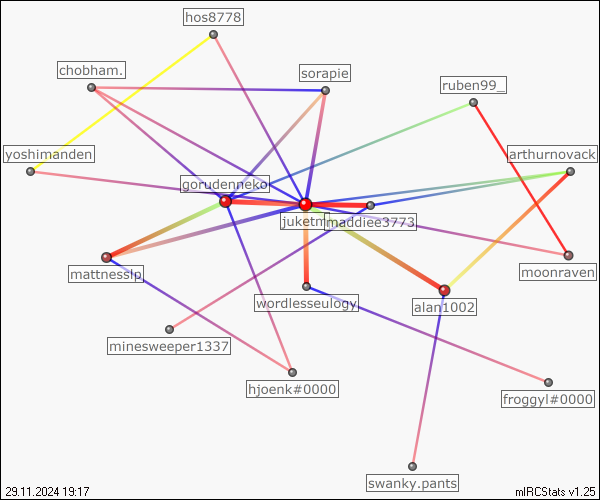 hos8778
chobham.
sorapie
ruben99_
yoshimanden
arthurnovack
gorudenneko
maddiee3773
mattnesslp
moonraven
wordlesseulogy
alan1002
minesweeper1337
hjoenk#0000
froggyl#0000
swanky.pants
29.11.2024 19:17
mIRCStats v1.25